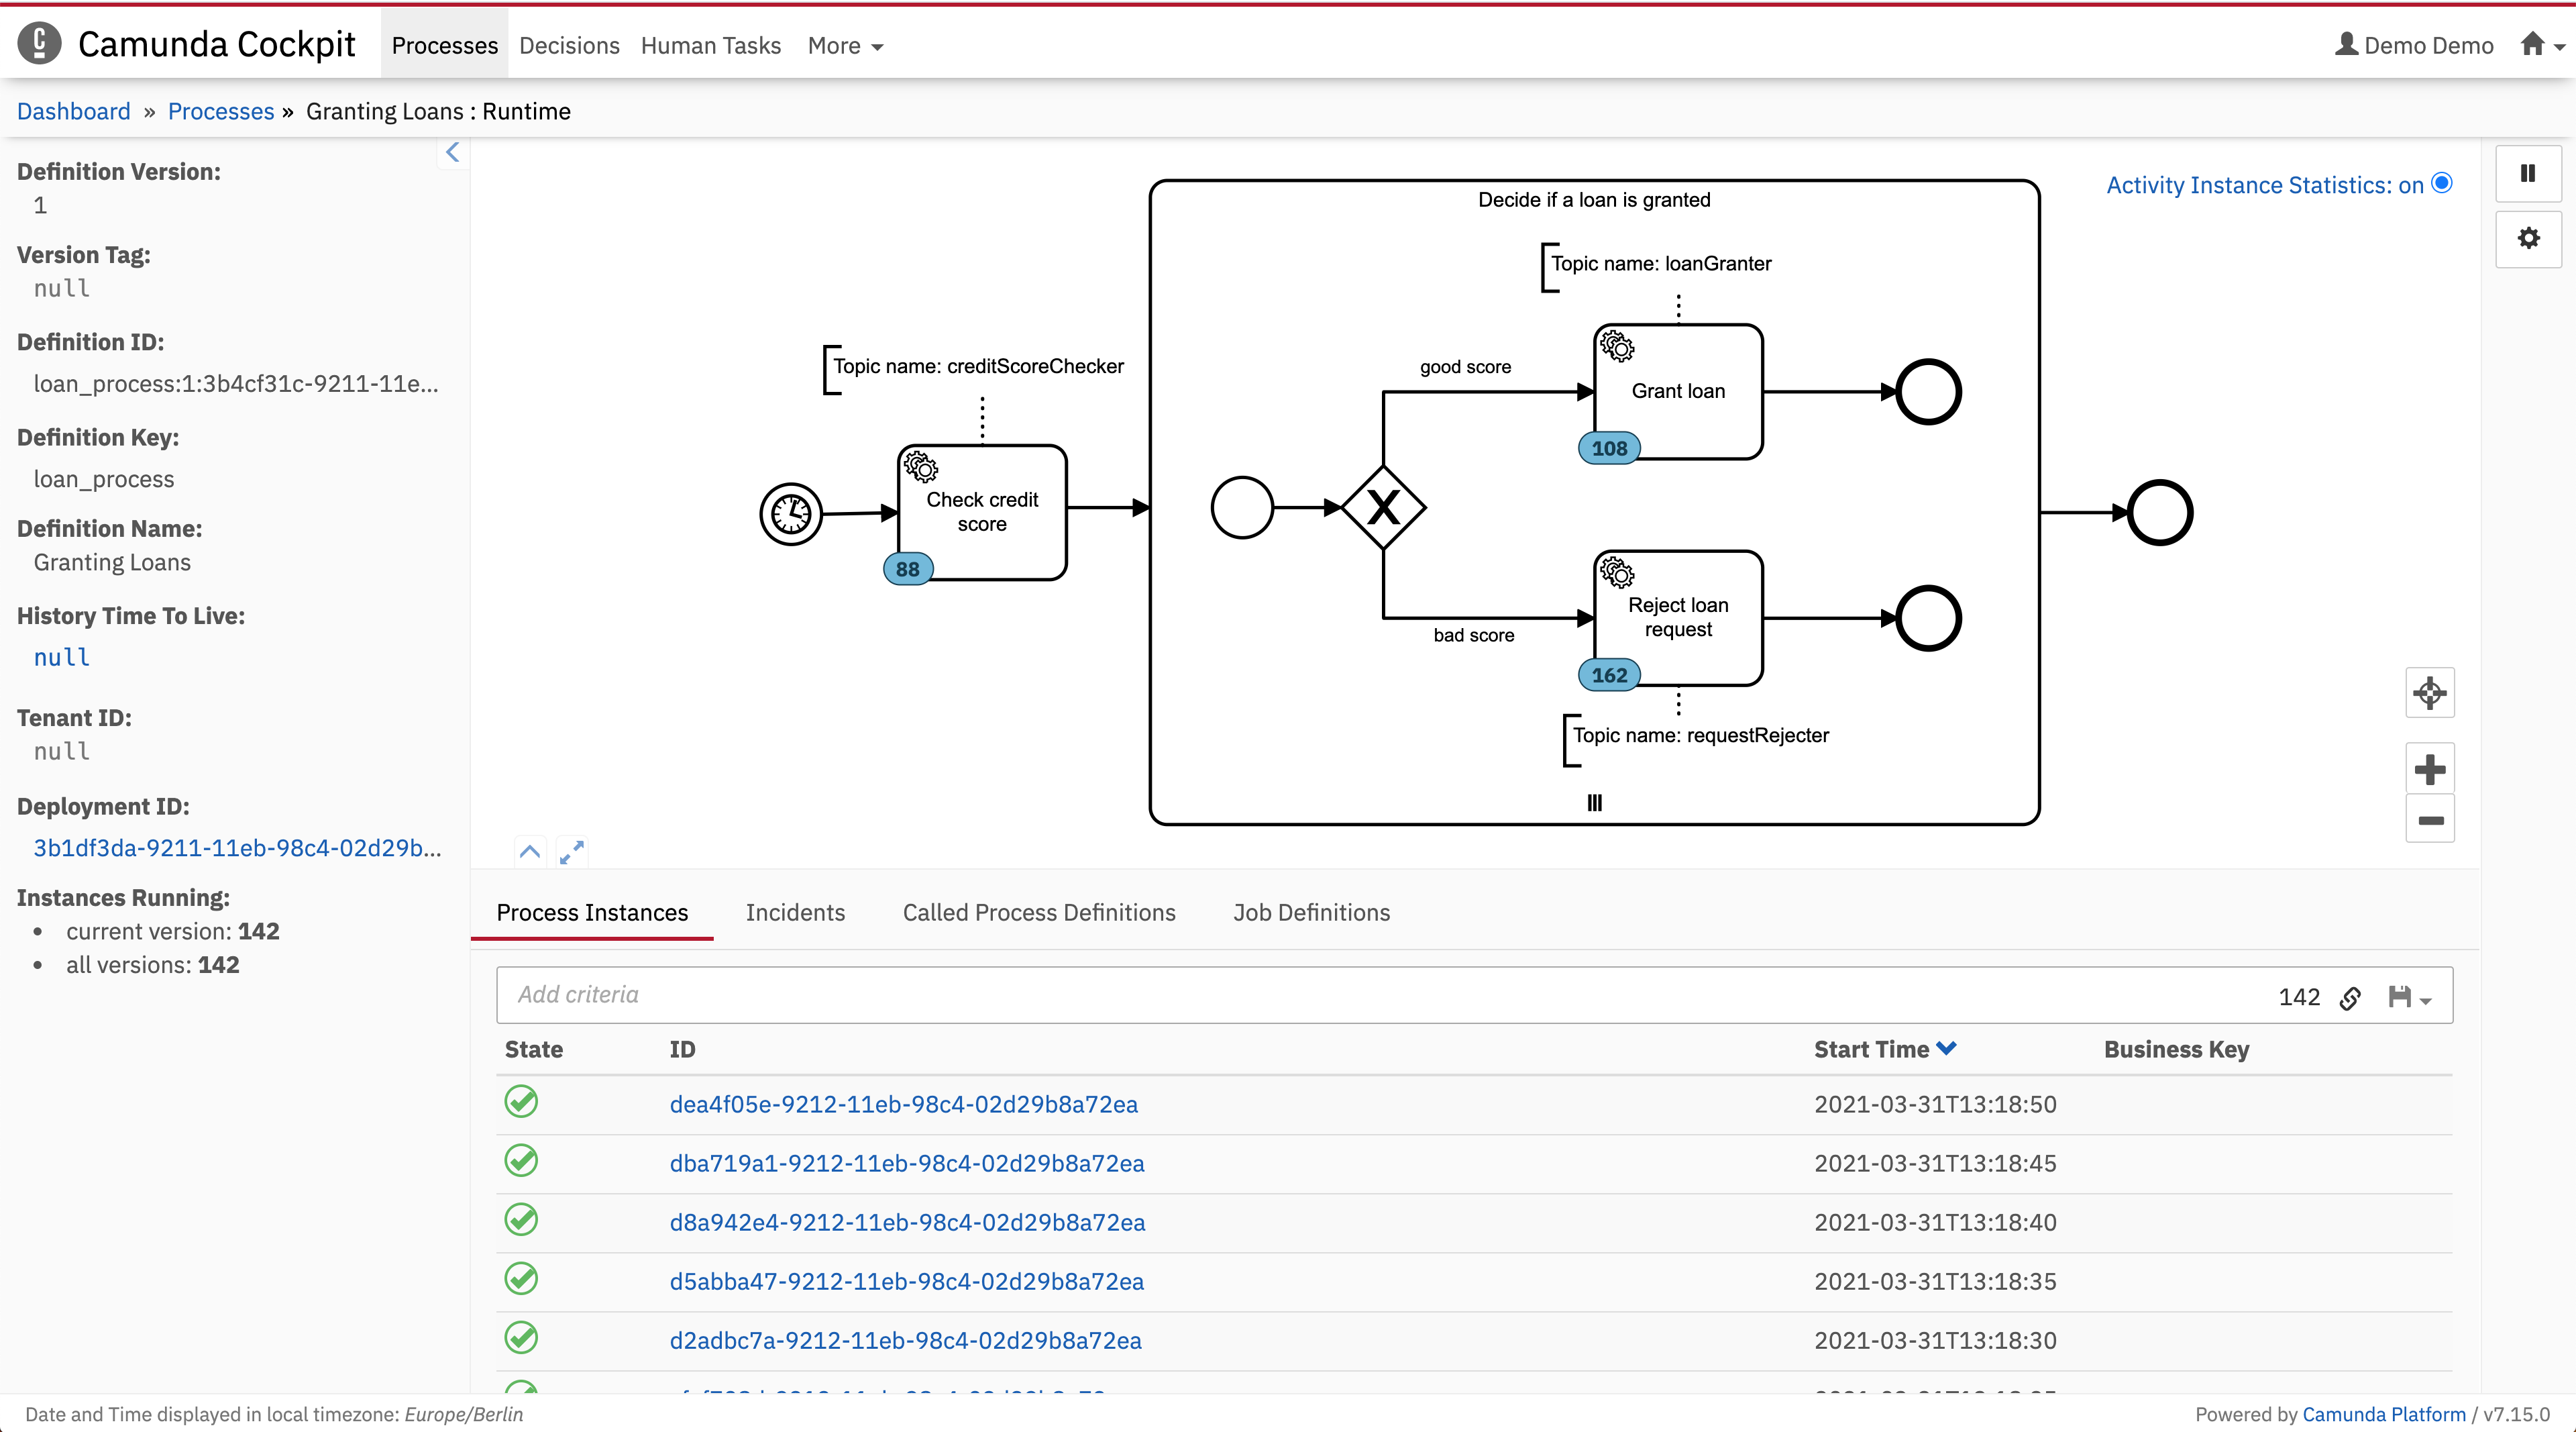 Camunda Cockpit
Processes
Decisions
Human Tasks
More
Demo Demo
Dashboard » Processes » Granting Loans : Runtime
Definition Version:
1
Version Tag:
null
Definition ID:
loan_process:1:3b4cf31c-9211-11e...
Definition Key:
loan_process
Definition Name:
Granting Loans
History Time To Live:
null
Tenant ID:
null
Deployment ID:
3b1df3da-9211-11eb-98c4-02d29b...
Instances Running:
• current version: 142
• all versions: 142
Activity Instance Statistics: on
Decide if a loan is granted
Topic name: loanGranter
Topic name: creditScoreChecker
good score
Grant loan
108
Check credit
score
88
X
Reject loan
request
bad score
162
Topic name: requestRejecter
Process Instances
Incidents
Called Process Definitions
Job Definitions
Add criteria
142
State ID Start Time Business Key
dea4f05e-9212-11eb-98c4-02d29b8a72ea 2021-03-31T13:18:50
dba719a1-9212-11eb-98c4-02d29b8a72ea 2021-03-31T13:18:45
d8a942e4-9212-11eb-98c4-02d29b8a72ea 2021-03-31T13:18:40
d5abba47-9212-11eb-98c4-02d29b8a72ea 2021-03-31T13:18:35
d2adbc7a-9212-11eb-98c4-02d29b8a72ea 2021-03-31T13:18:30
Date and Time displayed in local timezone: Europe/Berlin
Powered by Camunda Platform / v7.15.0